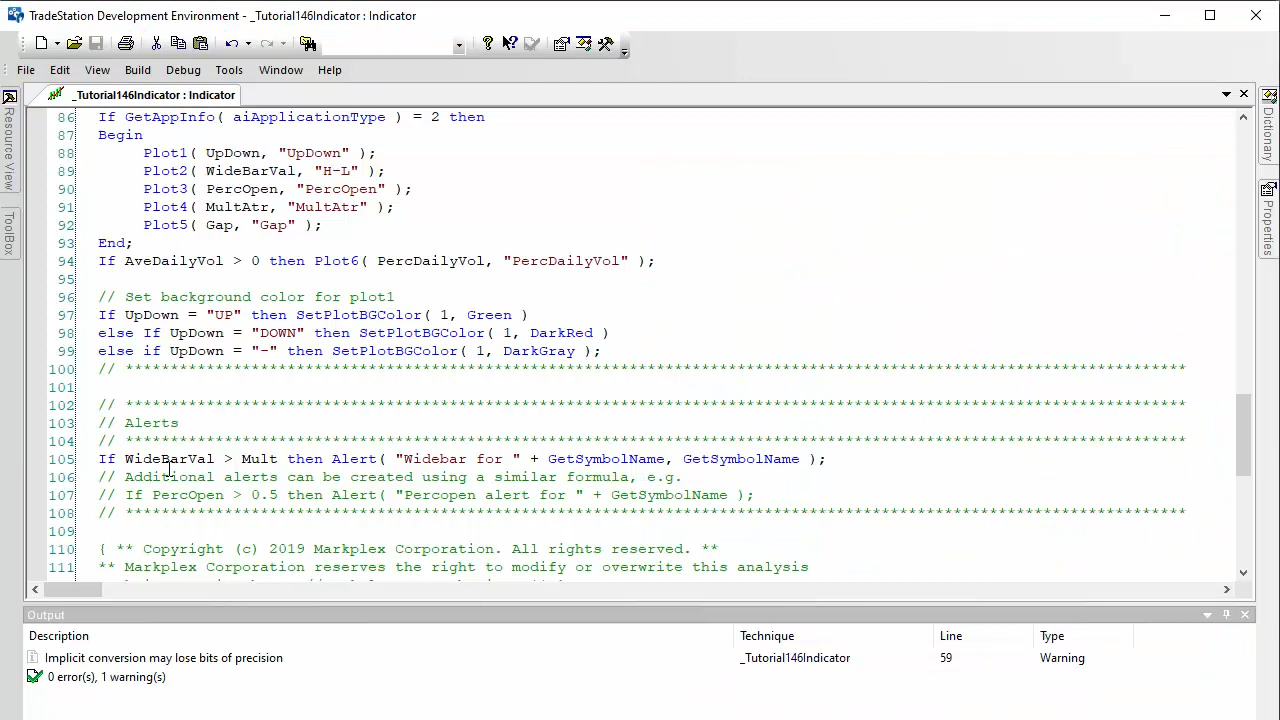 TradeStation Development Environment - _Tutorial146Indicator : Indicator
File Edit View Build Debug Tools Window Help
_Tutorial146Indicator : Indicator
Resource View
ToolBox
Dictionary
Properties
86 If GetAppInfo( aiApplicationType ) = 2 then
87 Begin
88 Plot1( UpDown, "UpDown" );
89 Plot2( WideBarVal, "H-L" );
90 Plot3( PercOpen, "PercOpen" );
91 Plot4( MultAtr, "MultAtr" );
92 Plot5( Gap, "Gap" );
93 End;
94 If AveDailyVol > 0 then Plot6( PercDailyVol, "PercDailyVol" );
95
96 // Set background color for plot1
97 If UpDown = "UP" then SetPlotBGColor( 1, Green )
98 else If UpDown = "DOWN" then SetPlotBGColor( 1, DarkRed )
99 else if UpDown = "-" then SetPlotBGColor( 1, DarkGray );
100 // **********************************************************************************************************************
101
102 // **********************************************************************************************************************
103 // Alerts
104 // **********************************************************************************************************************
105 If WideBarVal > Mult then Alert( "Widebar for " + GetSymbolName, GetSymbolName );
106 // Additional alerts can be created using a similar formula, e.g.
107 // If PercOpen > 0.5 then Alert( "Percopen alert for " + GetSymbolName );
108 // **********************************************************************************************************************
109
110 { ** Copyright (c) 2019 Markplex Corporation. All rights reserved. **
111 ** Markplex Corporation reserves the right to modify or overwrite this analysis
Output
Description Technique Line Type
Implicit conversion may lose bits of precision _Tutorial146Indicator 59 Warning
0 error(s), 1 warning(s)